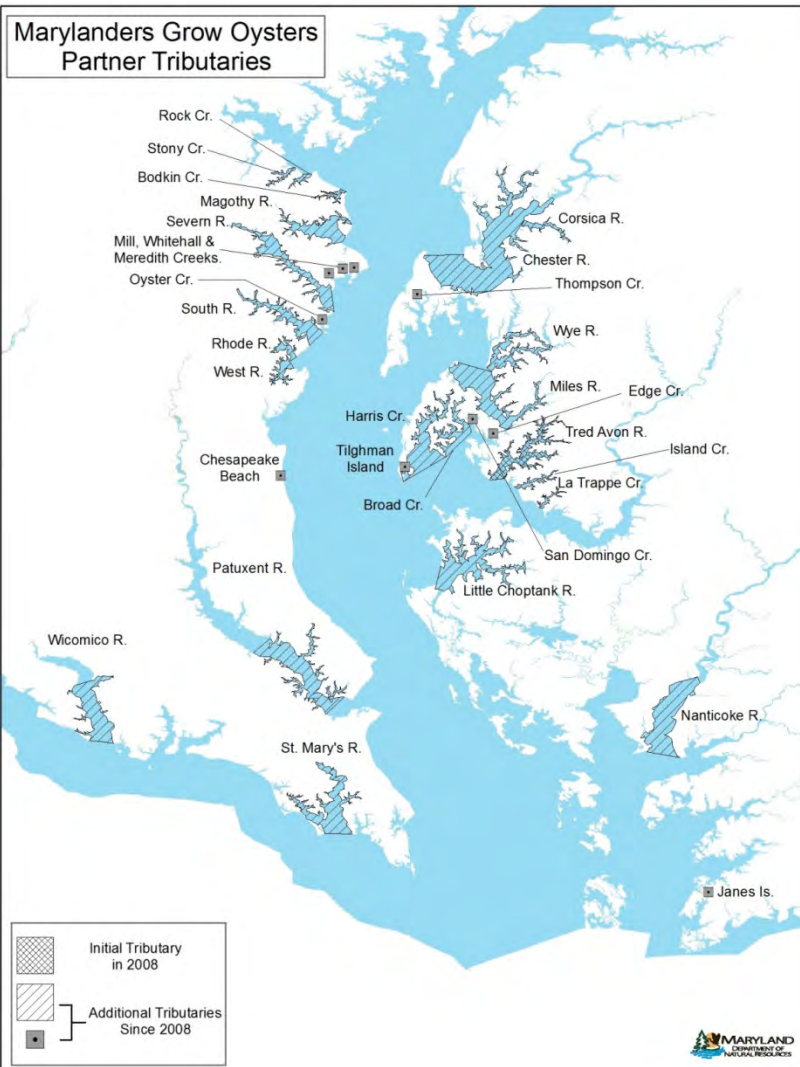 Marylanders Grow Oysters
Partner Tributaries
Rock Cr.
Stony Cr.
Bodkin Cr.
Magothy R.
Severn R.
Mill, Whitehall &
Meredith Creeks.
Oyster Cr.
South R.
Rhode R.
West R.
Corsica R.
Chester R.
Thompson Cr.
Wye R.
Miles R.
Edge Cr.
Harris Cr.
Tred Avon R.
Island Cr.
Tilghman
Island
La Trappe Cr.
Chesapeake
Beach
Broad Cr.
San Domingo Cr.
Little Choptank R.
Patuxent R.
Wicomico R.
Nanticoke R.
St. Mary's R.
Janes Is.
Initial Tributary
in 2008
Additional Tributaries
Since 2008
MARYLAND
DEPARTMENT OF
NATURAL RESOURCES